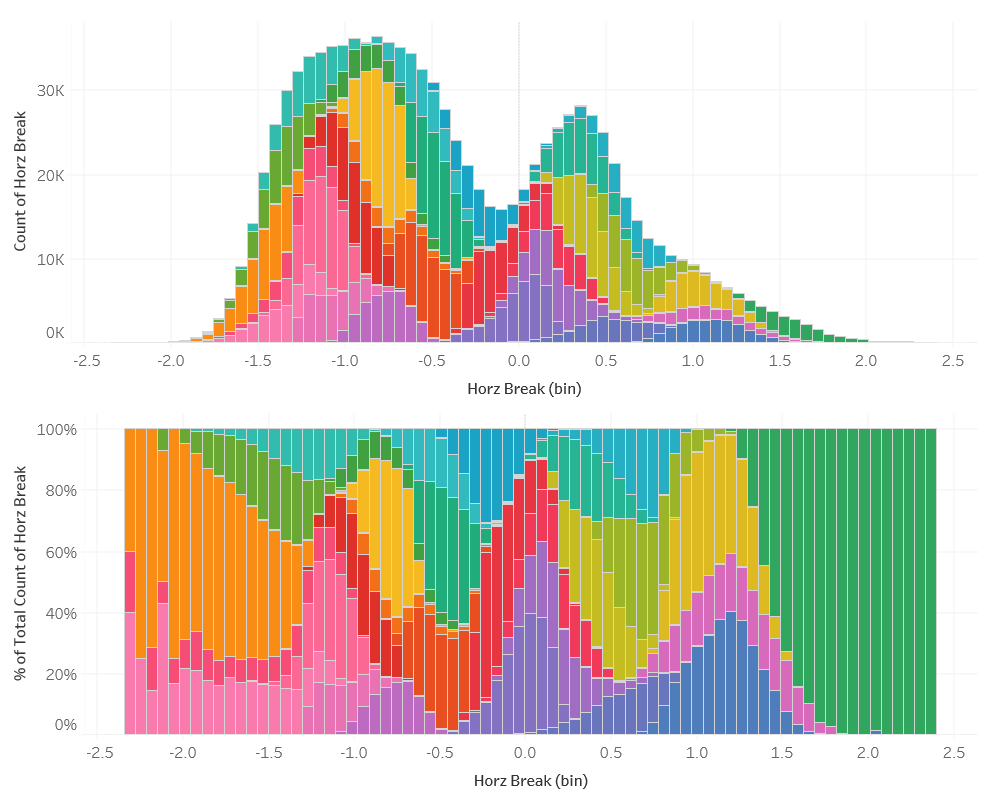 Count of Horz Break
30K
20K
10K
0K
-2.5 -2.0 -1.5 -1.0 -0.5 0.0 0.5 1.0 1.5 2.0 2.5
Horz Break (bin)
% of Total Count of Horz Break
100%
80%
60%
40%
20%
0%
-2.5 -2.0 -1.5 -1.0 -0.5 0.0 0.5 1.0 1.5 2.0 2.5
Horz Break (bin)